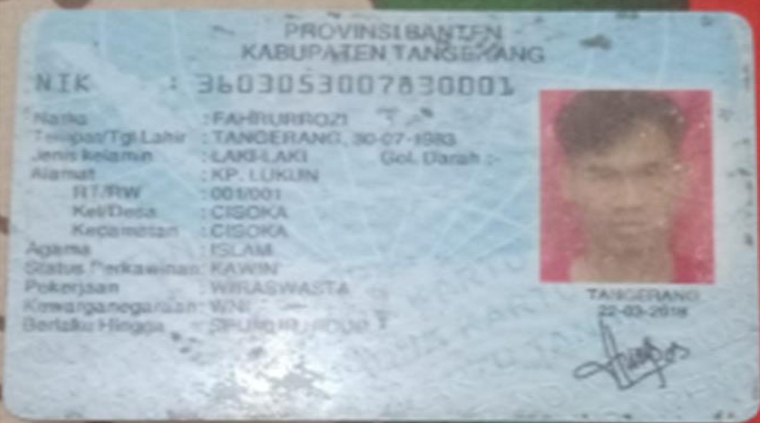 PROVINSI BANTEN
KABUPATEN TANGERANG
NIK : 3603053007830001
Nama : FAHRURROZI
Tempat/Tgl Lahir : TANGERANG, 30-07-1983
Jenis kelamin : LAKI-LAKI Gol. Darah :-
Alamat : KP. LUKUN
RT/RW : 001/001
Kel/Desa : CISOKA
Kecamatan : CISOKA
Agama : ISLAM
Status Perkawinan: KAWIN
Pekerjaan : WIRASWASTA
Kewarganegaraan: WNI
Berlaku Hingga : SEUMUR HIDUP
TANGERANG
22-03-2018